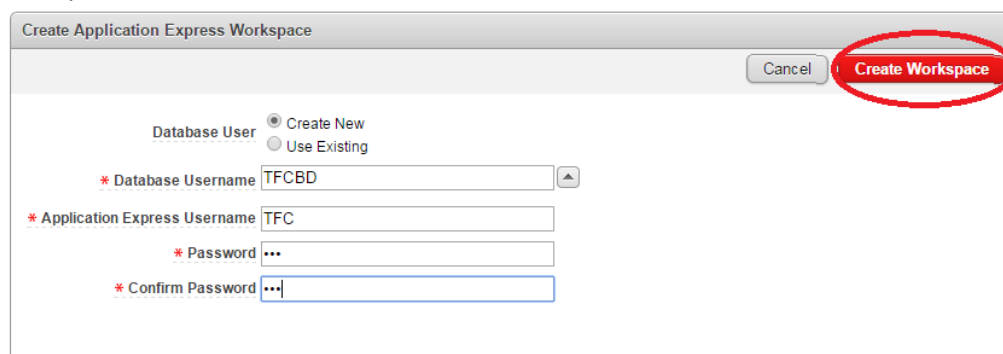 Create Application Express Workspace
Cancel Create Workspace
Database User Create New
Use Existing
* Database Username TFCBD
* Application Express Username TFC
* Password •••
* Confirm Password •••